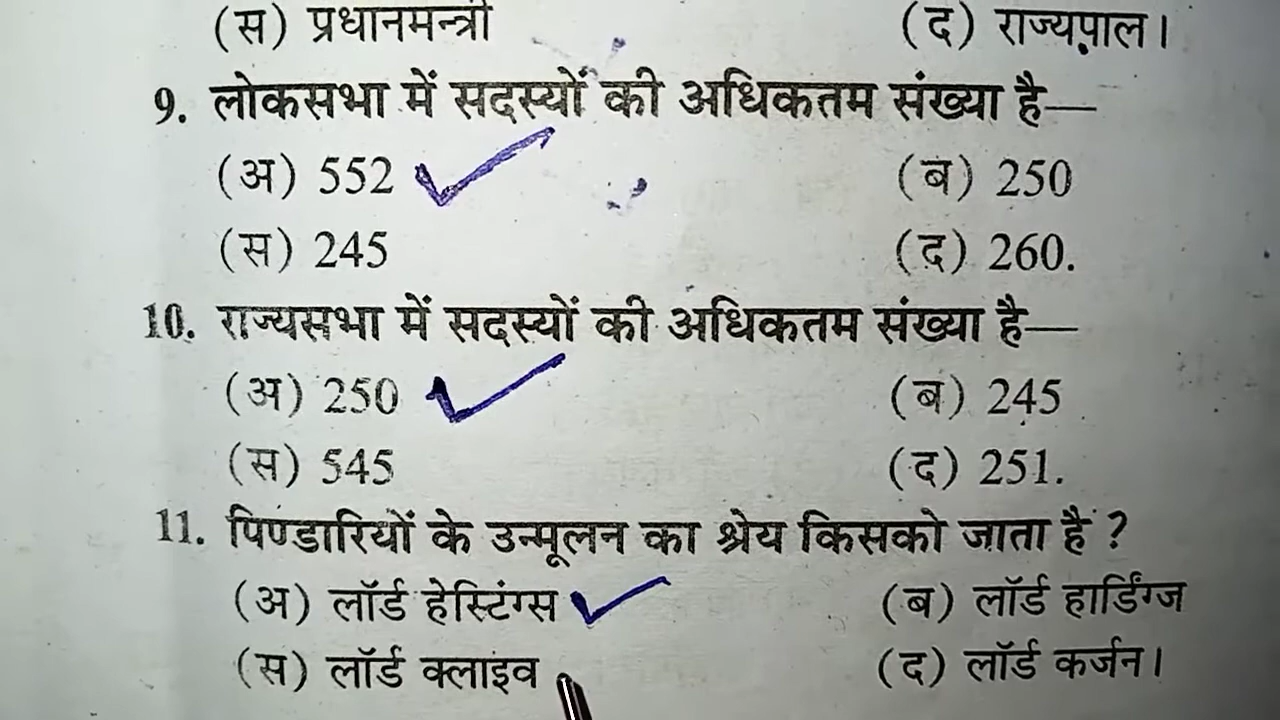 (स) प्रधानमन्त्री (द) राज्यपाल।
9. लोकसभा में सदस्यों की अधिकतम संख्या है—
(अ) 552 (ब) 250
(स) 245 (द) 260.
10. राज्यसभा में सदस्यों की अधिकतम संख्या है—
(अ) 250 (ब) 245
(स) 545 (द) 251.
11. पिण्डारियों के उन्मूलन का श्रेय किसको जाता है ?
(अ) लॉर्ड हेस्टिंग्स (ब) लॉर्ड हार्डिंग्ज
(स) लॉर्ड क्लाइव (द) लॉर्ड कर्जन।